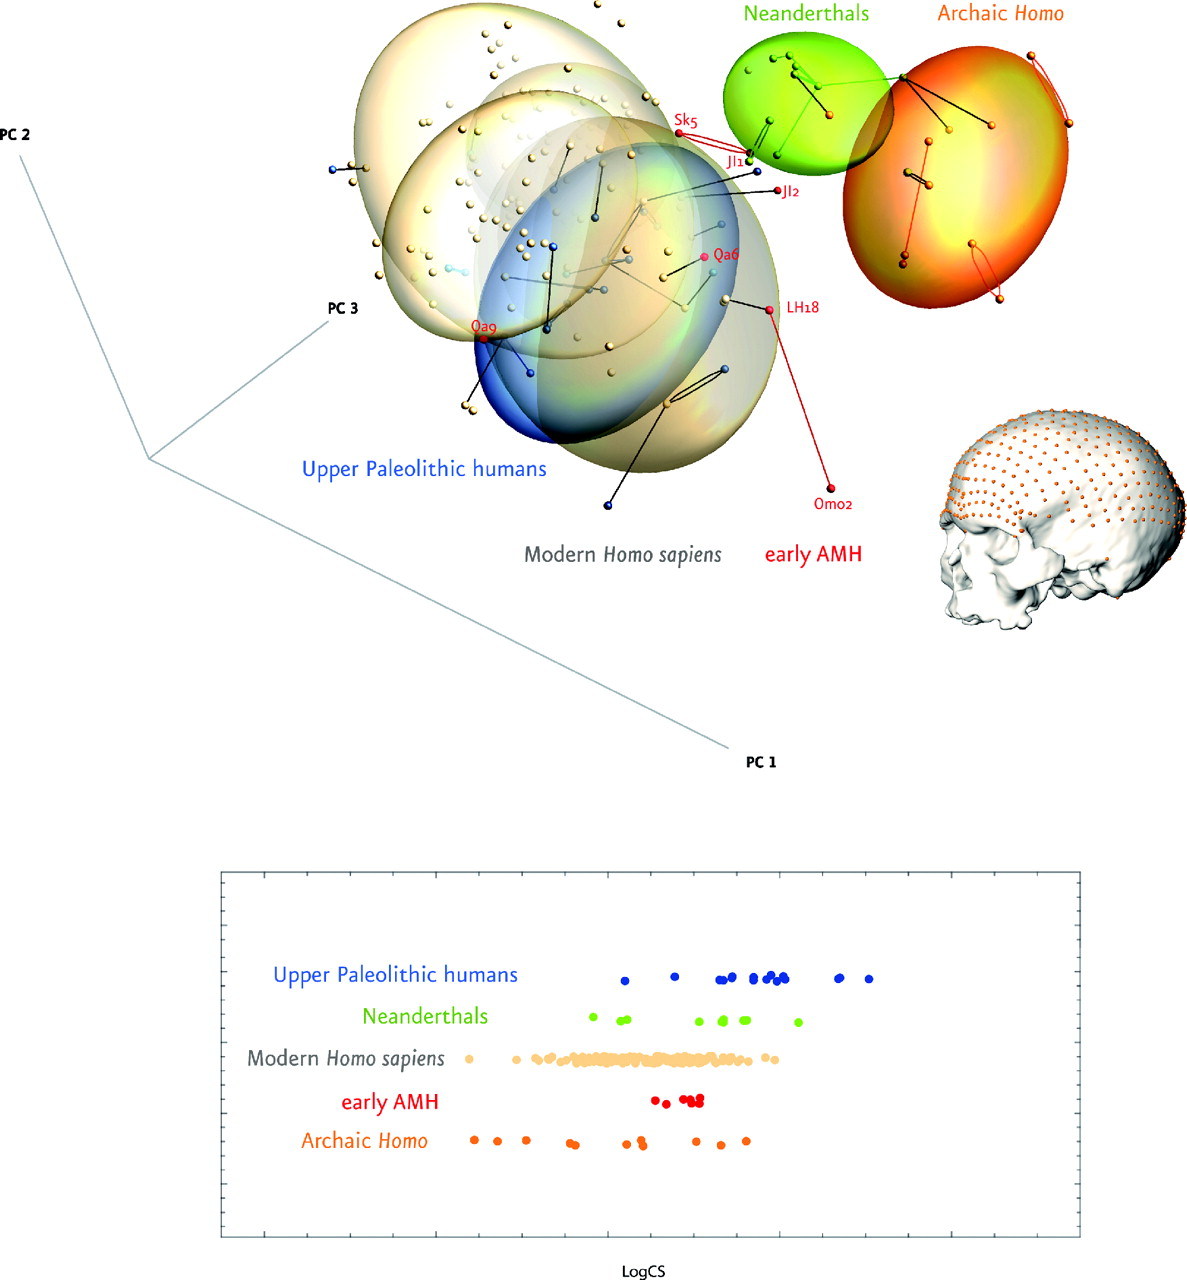 Neanderthals
Archaic Homo
PC 2
Sk5
Jl1
Jl2
Qa6
PC 3
LH18
Qa9
Upper Paleolithic humans
Omo2
Modern Homo sapiens
early AMH
PC 1
Upper Paleolithic humans
Neanderthals
Modern Homo sapiens
early AMH
Archaic Homo
LogCS